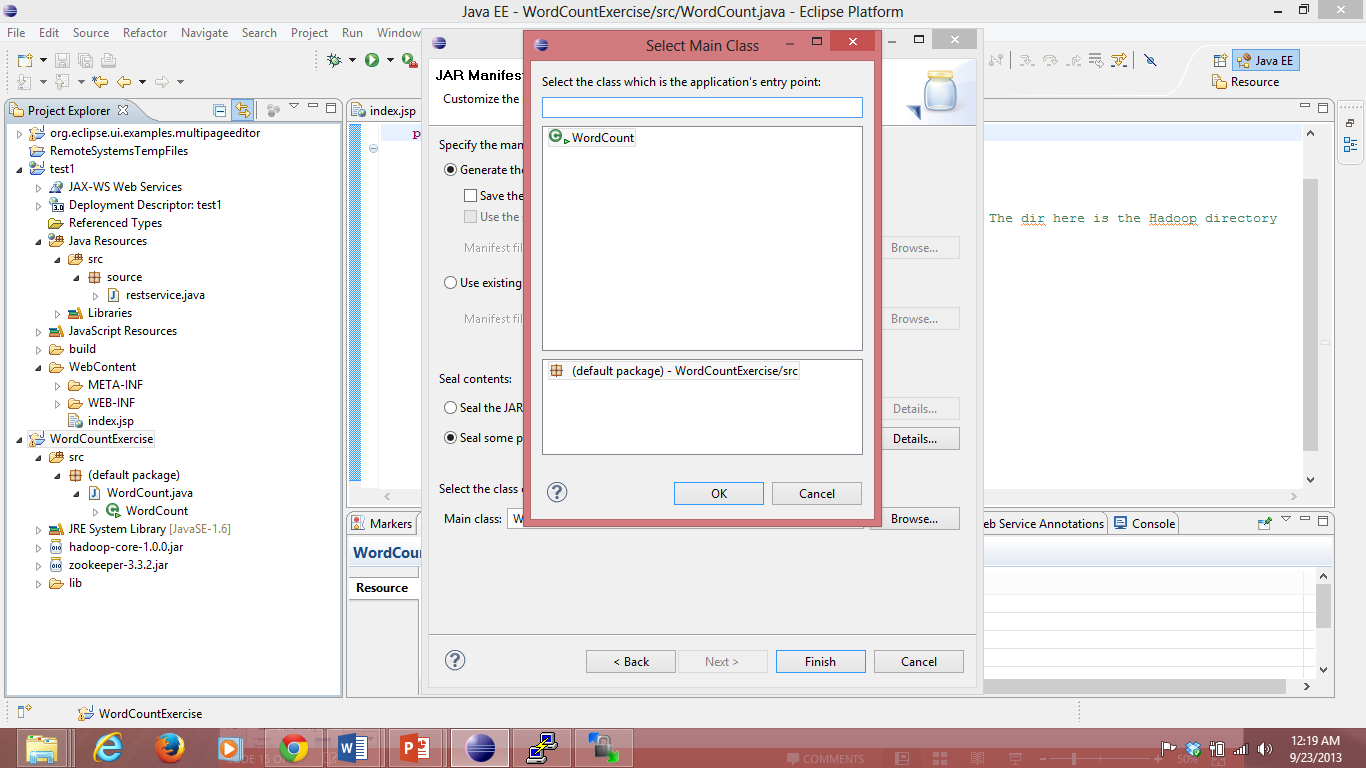 Java EE - WordCountExercise/src/WordCount.java - Eclipse Platform
File Edit Source Refactor Navigate Search Project Run Window
Java EE
Resource
Project Explorer
org.eclipse.ui.examples.multipageeditor
RemoteSystemsTempFiles
test1
JAX-WS Web Services
Deployment Descriptor: test1
Referenced Types
Java Resources
src
source
restservice.java
Libraries
JavaScript Resources
build
WebContent
META-INF
WEB-INF
index.jsp
WordCountExercise
src
(default package)
WordCount.java
WordCount
JRE System Library [JavaSE-1.6]
hadoop-core-1.0.0.jar
zookeeper-3.3.2.jar
lib
index.jsp
p
The dir here is the Hadoop directory
JAR Manifes
Customize the
Specify the man
Generate the
Save the
Use the
Manifest fil
Browse...
Use existing
Manifest fil
Browse...
Seal contents:
Seal the JAR
Details...
Seal some p
Details...
Select the class
Main class: W
Browse...
< Back Next > Finish Cancel
Select Main Class
Select the class which is the application's entry point:
WordCount
(default package) - WordCountExercise/src
OK Cancel
Markers
eb Service Annotations
Console
WordCou
Resource
WordCountExercise
COMMENTS
50%
12:19 AM
9/23/2013